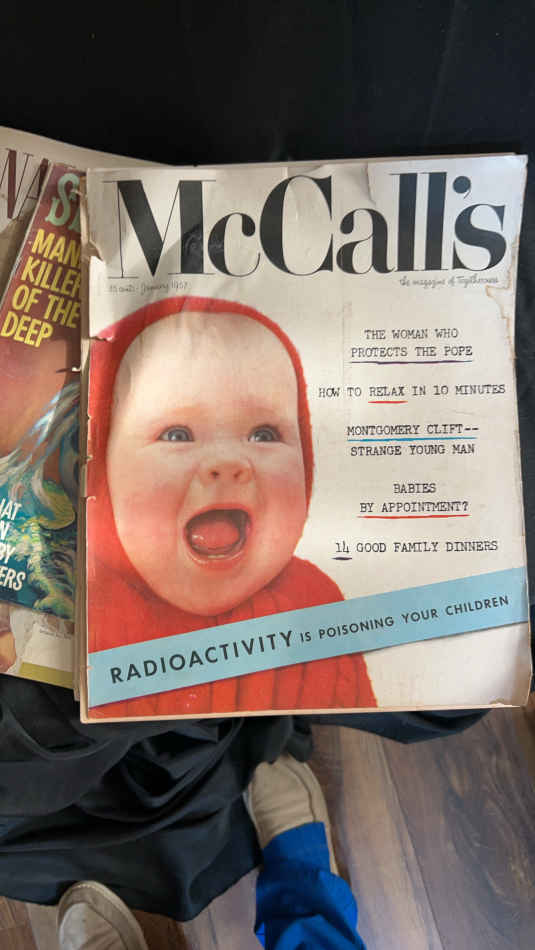 McCall's
35 cents · January 1957
the magazine of Togetherness
THE WOMAN WHO
PROTECTS THE POPE
HOW TO RELAX IN 10 MINUTES
MONTGOMERY CLIFT--
STRANGE YOUNG MAN
BABIES
BY APPOINTMENT?
14 GOOD FAMILY DINNERS
RADIOACTIVITY IS POISONING YOUR CHILDREN
MAN
KILLER
OF THE
DEEP